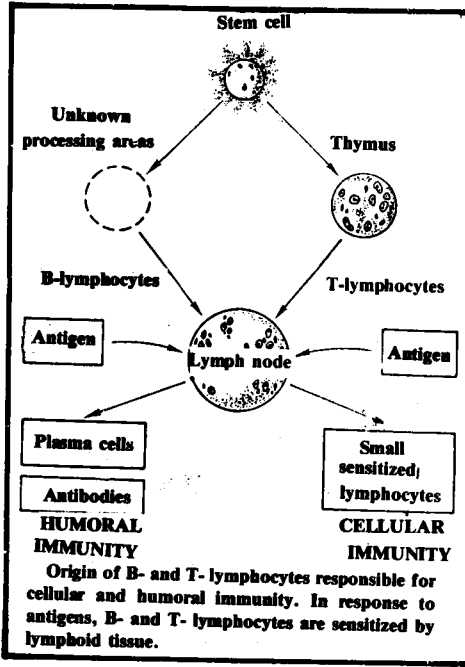 Stem cell
Unknown
processing areas
Thymus
B-lymphocytes
T-lymphocytes
Antigen
Lymph node
Antigen
Plasma cells
Small
sensitized
lymphocytes
Antibodies
HUMORAL
IMMUNITY
CELLULAR
IMMUNITY
Origin of B- and T- lymphocytes responsible for
cellular and humoral immunity. In response to
antigens, B- and T- lymphocytes are sensitized by
lymphoid tissue.